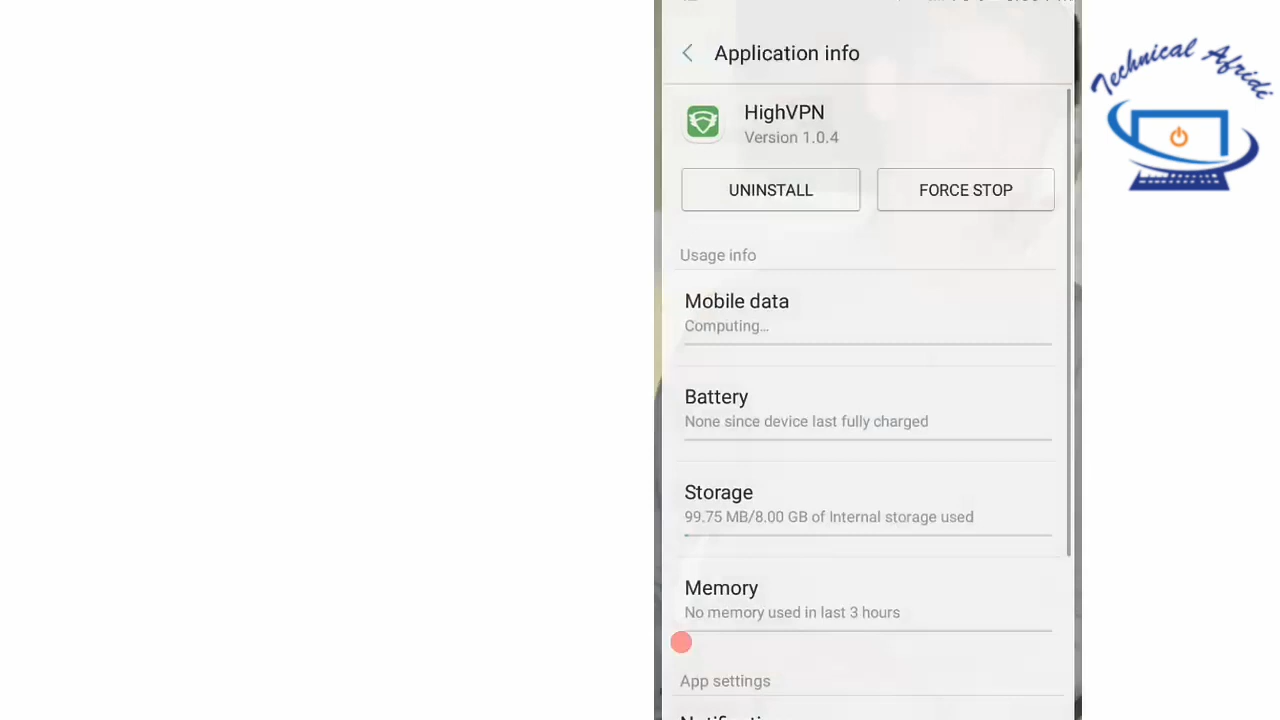 Application info
HighVPN
Version 1.0.4
UNINSTALL
FORCE STOP
Usage info
Mobile data
Computing...
Battery
None since device last fully charged
Storage
99.75 MB/8.00 GB of Internal storage used
Memory
No memory used in last 3 hours
App settings
Technical Afridi